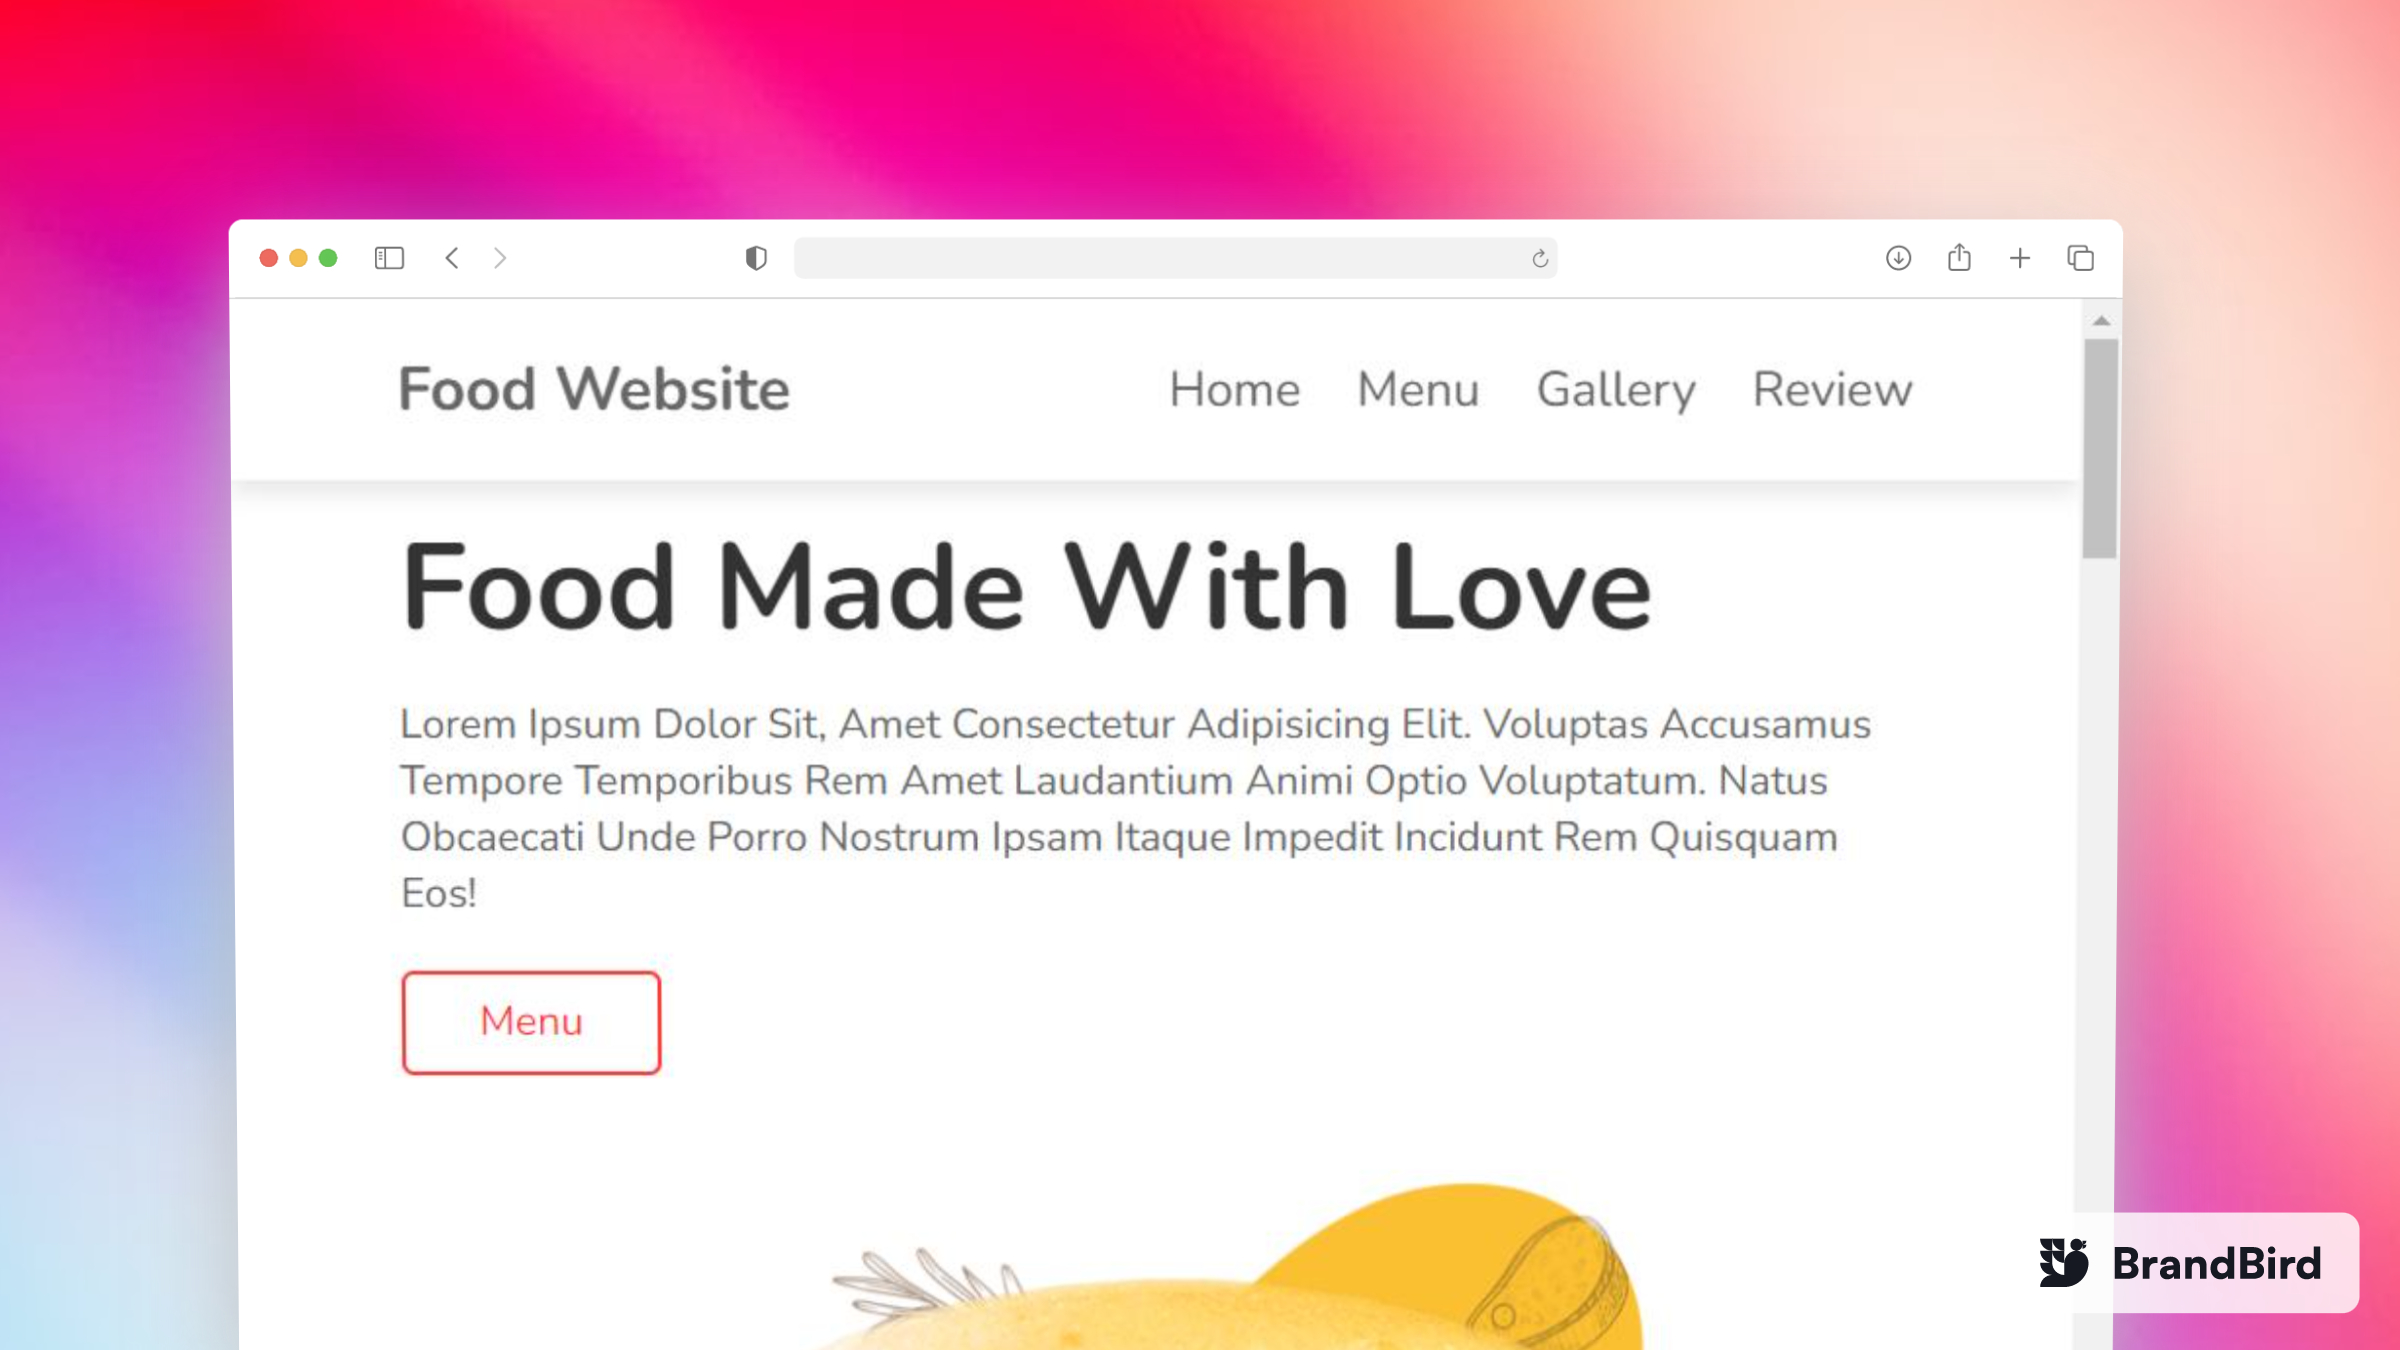 Food Website
Home Menu Gallery Review
Food Made With Love
Lorem Ipsum Dolor Sit, Amet Consectetur Adipisicing Elit. Voluptas Accusamus
Tempore Temporibus Rem Amet Laudantium Animi Optio Voluptatum. Natus
Obcaecati Unde Porro Nostrum Ipsam Itaque Impedit Incidunt Rem Quisquam
Eos!
Menu
BrandBird